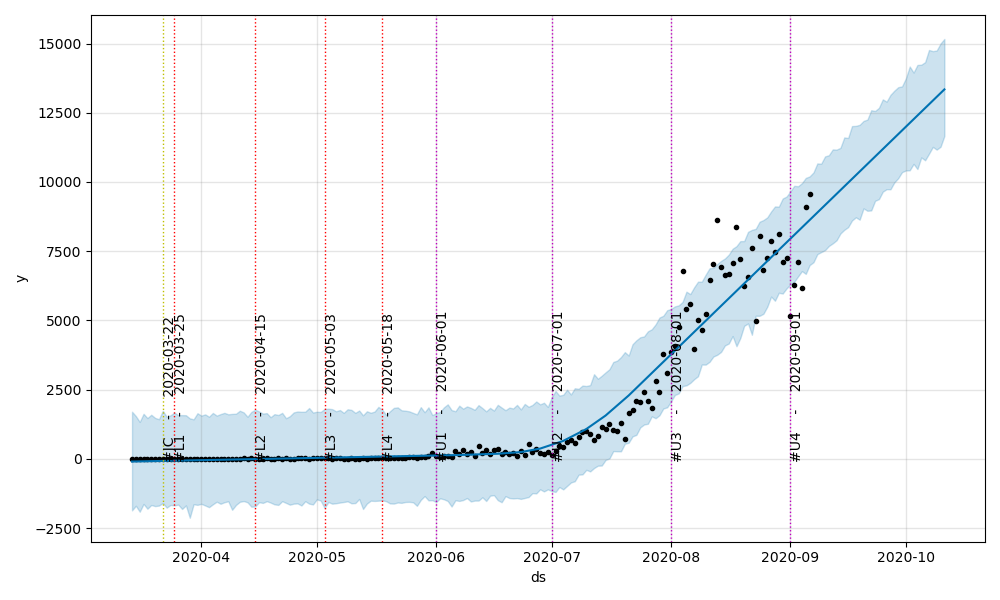 15000
12500
10000
7500
5000
2500
0
−2500
y
#JC - 2020-03-22
#L1 - 2020-03-25
#L2 - 2020-04-15
#L3 - 2020-05-03
#L4 - 2020-05-18
#U1 - 2020-06-01
#U2 - 2020-07-01
#U3 - 2020-08-01
#U4 - 2020-09-01
2020-04
2020-05
2020-06
2020-07
2020-08
2020-09
2020-10
ds